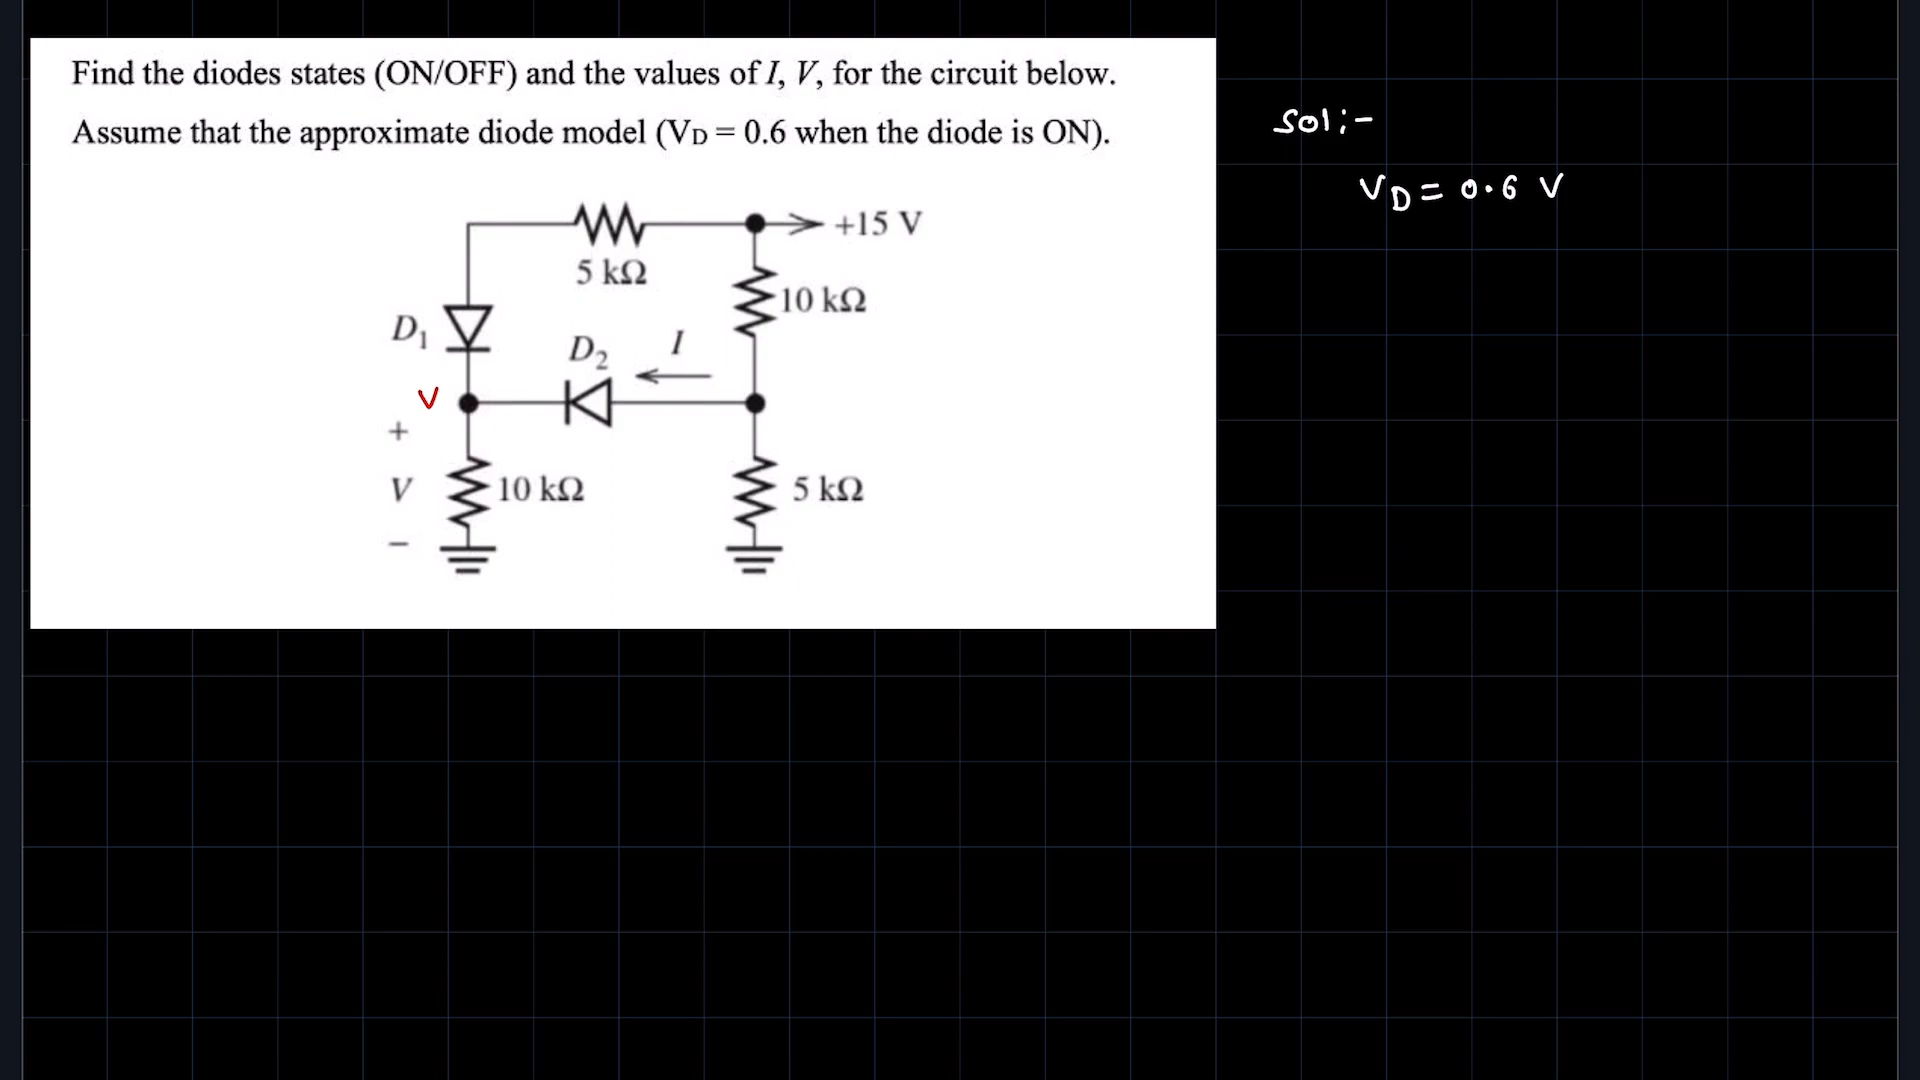 Find the diodes states (ON/OFF) and the values of I, V, for the circuit below.
Assume that the approximate diode model (VD = 0.6 when the diode is ON).
Sol:-
VD = 0.6 V
+15 V
5 kΩ
10 kΩ
D1
D2
I
V
+
V
10 kΩ
5 kΩ
−